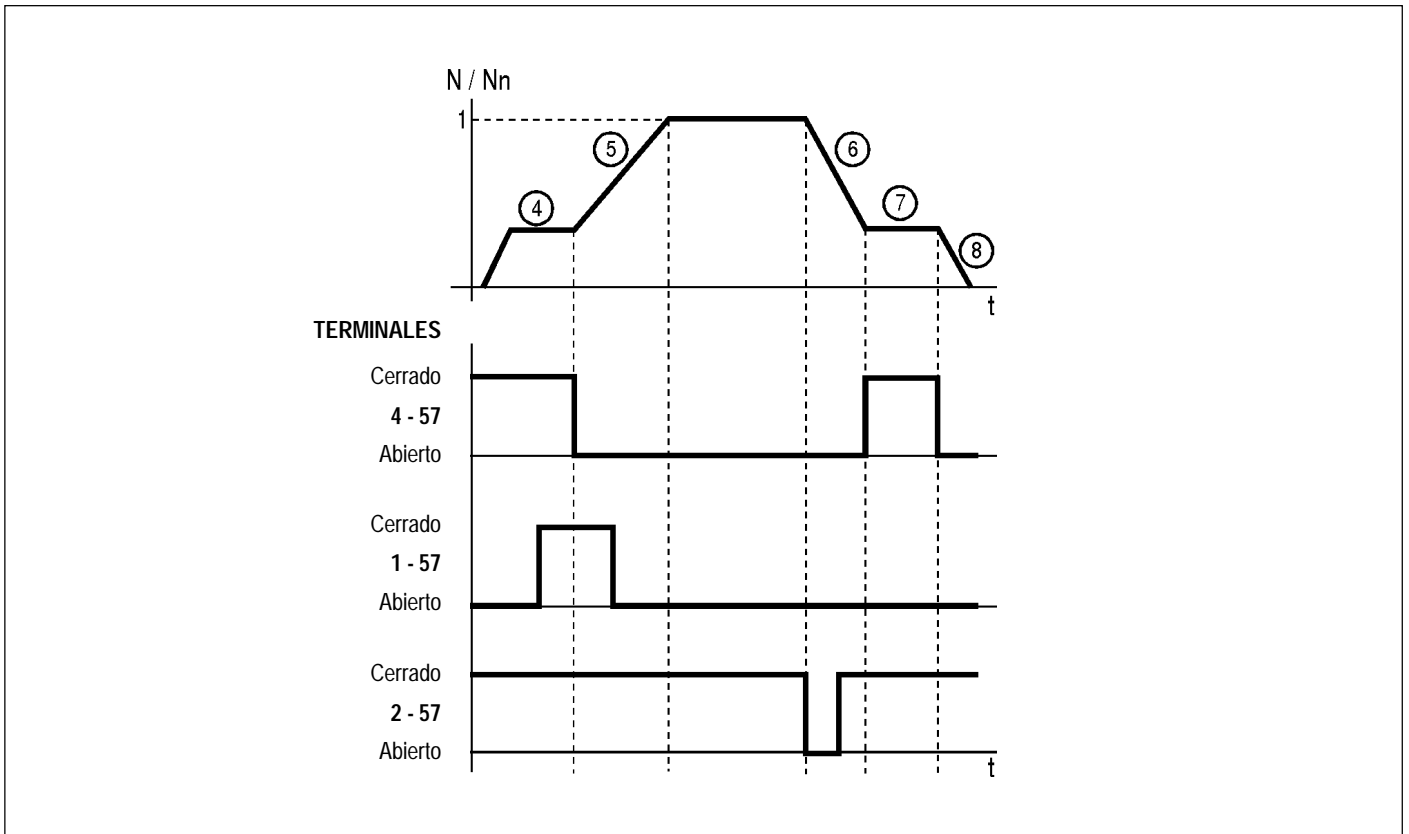 N / Nn
1
5
6
4
7
8
t
TERMINALES
Cerrado
4 - 57
Abierto
Cerrado
1 - 57
Abierto
Cerrado
2 - 57
Abierto
t